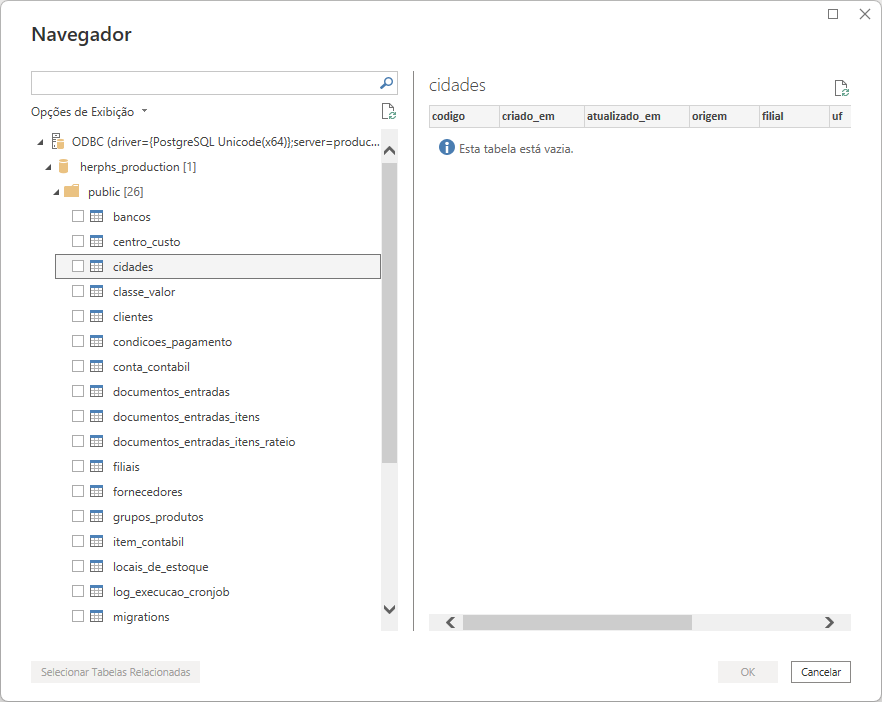 Navegador
Opções de Exibição
ODBC (driver={PostgreSQL Unicode(x64)};server=produc...
herphs_production [1]
public [26]
bancos
centro_custo
cidades
classe_valor
clientes
condicoes_pagamento
conta_contabil
documentos_entradas
documentos_entradas_itens
documentos_entradas_itens_rateio
filiais
fornecedores
grupos_produtos
item_contabil
locais_de_estoque
log_execucao_cronjob
migrations
cidades
codigo criado_em atualizado_em origem filial uf
Esta tabela está vazia.
Selecionar Tabelas Relacionadas
OK
Cancelar